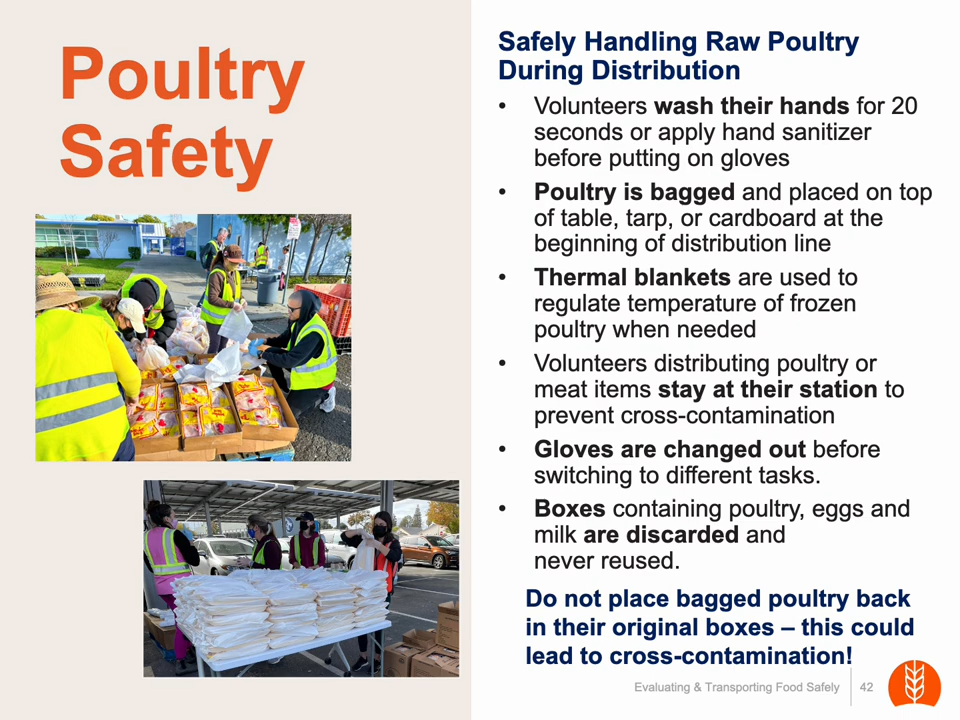 Poultry
Safety
Safely Handling Raw Poultry
During Distribution
• Volunteers wash their hands for 20
seconds or apply hand sanitizer
before putting on gloves
• Poultry is bagged and placed on top
of table, tarp, or cardboard at the
beginning of distribution line
• Thermal blankets are used to
regulate temperature of frozen
poultry when needed
• Volunteers distributing poultry or
meat items stay at their station to
prevent cross-contamination
• Gloves are changed out before
switching to different tasks.
• Boxes containing poultry, eggs and
milk are discarded and
never reused.
Do not place bagged poultry back
in their original boxes – this could
lead to cross-contamination!
Evaluating & Transporting Food Safely
42